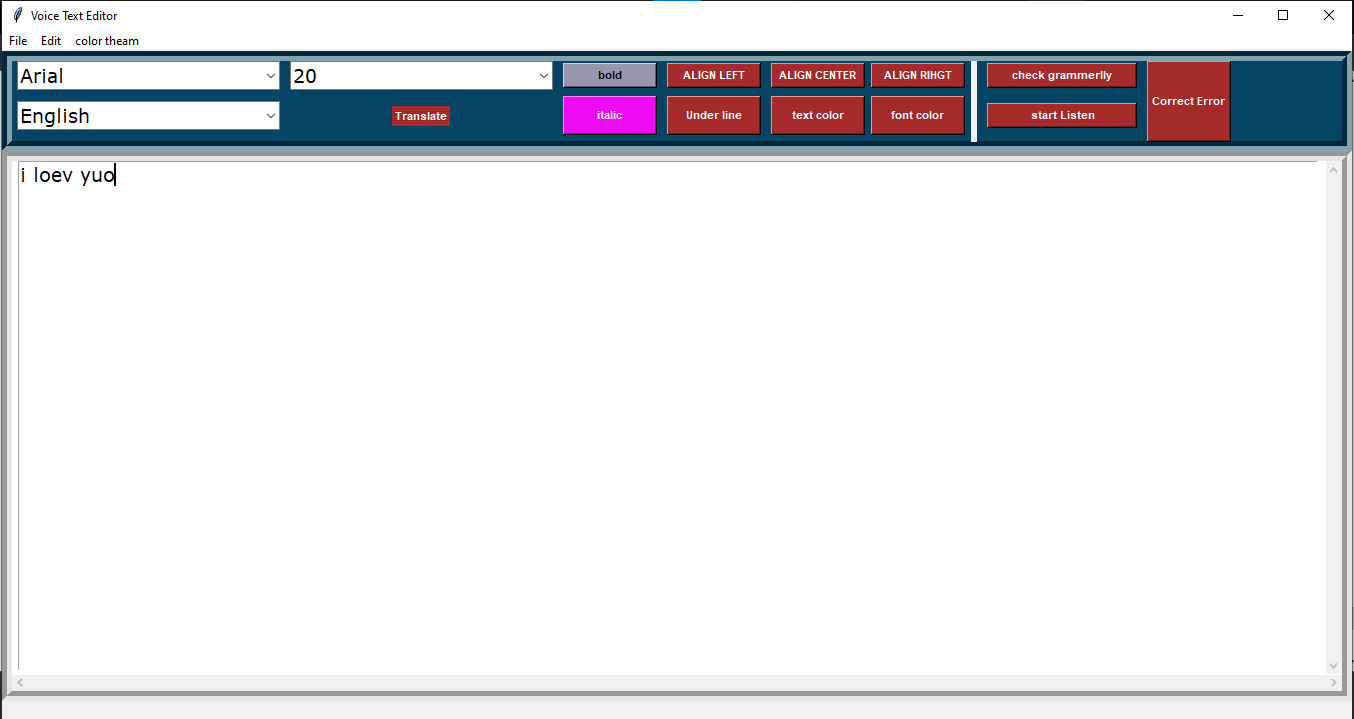 Voice Text Editor
File Edit color theam
Arial 20 bold ALIGN LEFT ALIGN CENTER ALIGN RIHGT check grammerlly
Correct Error
English Translate italic Under line text color font color start Listen
i loev yuo